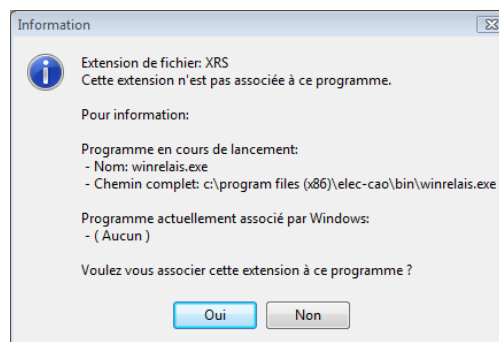 Information
Extension de fichier: XRS
Cette extension n'est pas associée à ce programme.
Pour information:
Programme en cours de lancement:
- Nom: winrelais.exe
- Chemin complet: c:\program files (x86)\elec-cao\bin\winrelais.exe
Programme actuellement associé par Windows:
- ( Aucun )
Voulez vous associer cette extension à ce programme ?
Oui Non